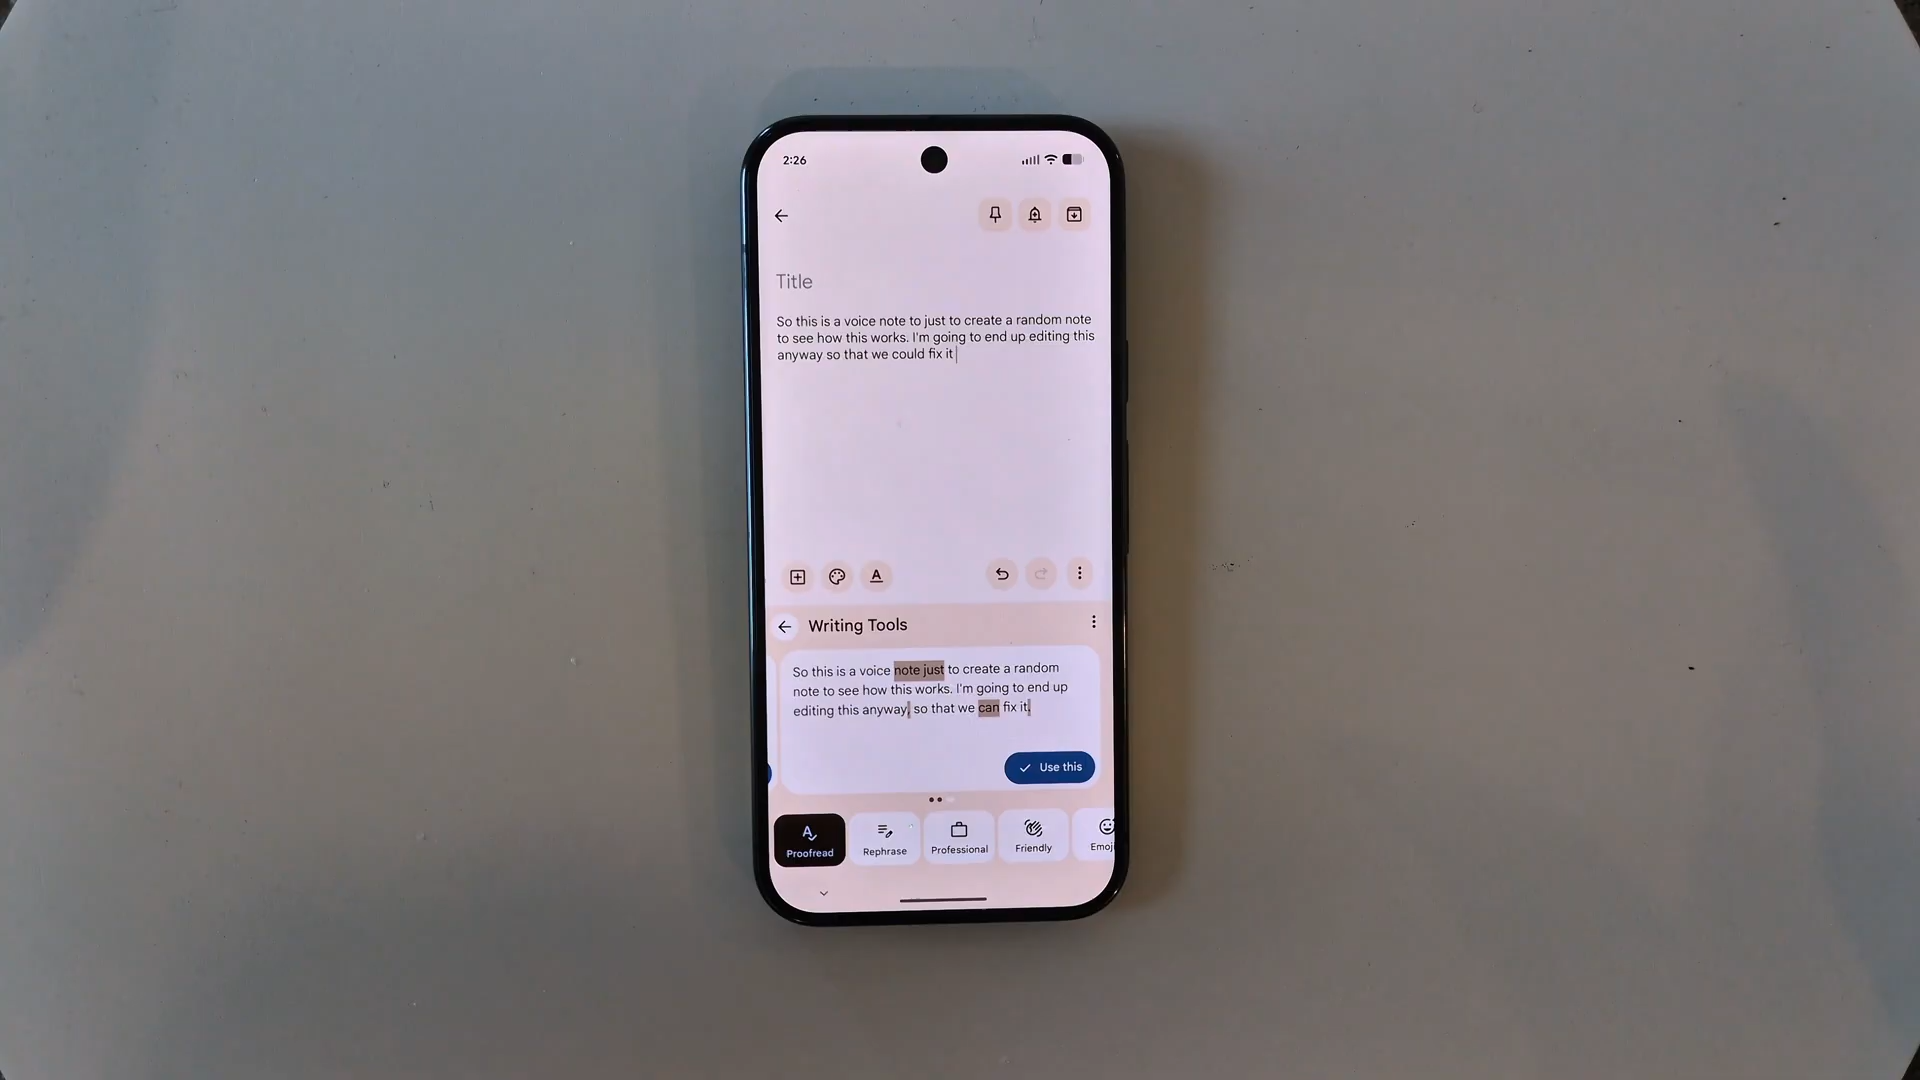 2:26
Title
So this is a voice note to just to create a random note
to see how this works. I'm going to end up editing this
anyway so that we could fix it
Writing Tools
So this is a voice note just to create a random
note to see how this works. I'm going to end up
editing this anyway, so that we can fix it.
Use this
Proofread
Rephrase
Professional
Friendly
Emoji